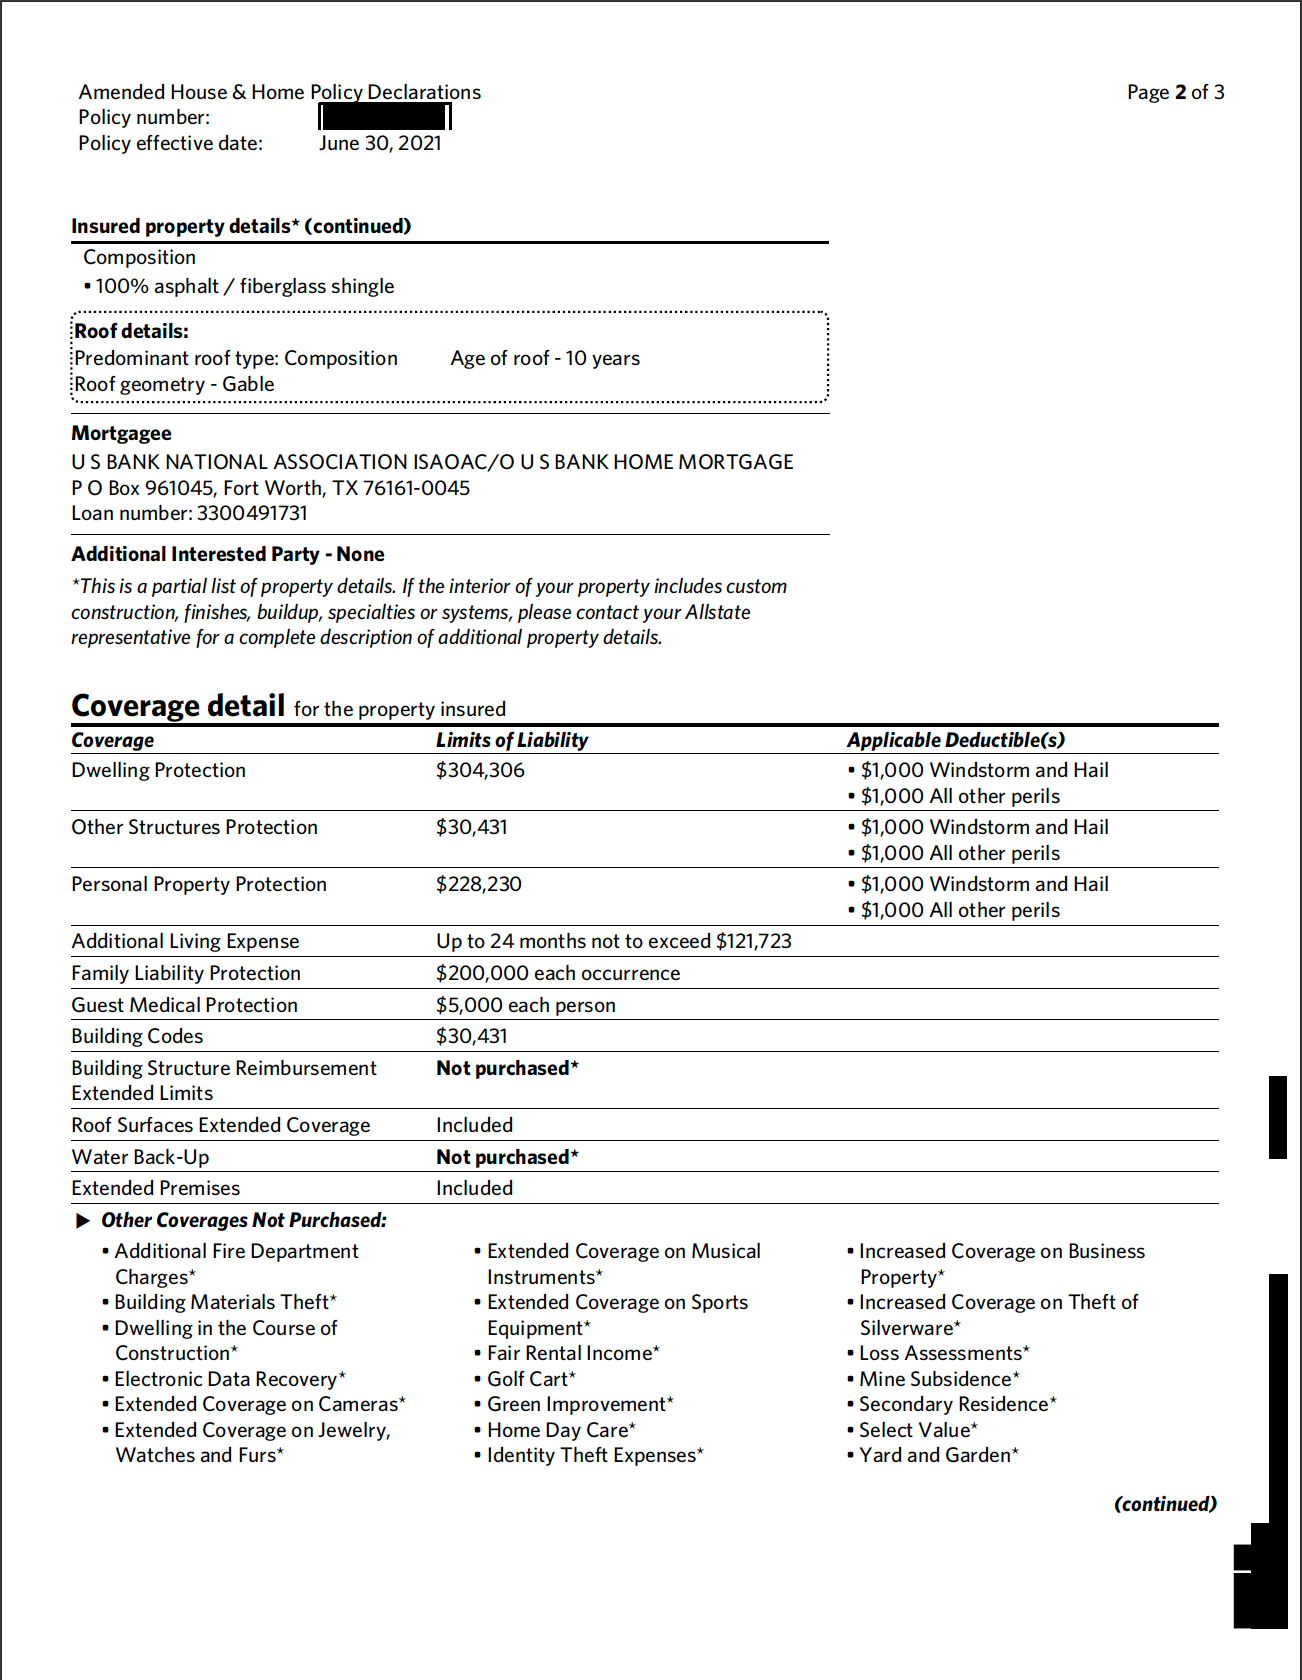 Amended House & Home Policy Declarations Page 2 of 3
Policy number:
Policy effective date: June 30, 2021
Insured property details* (continued)
Composition
▪ 100% asphalt / fiberglass shingle
Roof details:
Predominant roof type: Composition Age of roof - 10 years
Roof geometry - Gable
Mortgagee
U S BANK NATIONAL ASSOCIATION ISAOAC/O U S BANK HOME MORTGAGE
P O Box 961045, Fort Worth, TX 76161-0045
Loan number: 3300491731
Additional Interested Party - None
*This is a partial list of property details. If the interior of your property includes custom
construction, finishes, buildup, specialties or systems, please contact your Allstate
representative for a complete description of additional property details.
Coverage detail for the property insured
Coverage Limits of Liability Applicable Deductible(s)
Dwelling Protection $304,306 ▪ $1,000 Windstorm and Hail
▪ $1,000 All other perils
Other Structures Protection $30,431 ▪ $1,000 Windstorm and Hail
▪ $1,000 All other perils
Personal Property Protection $228,230 ▪ $1,000 Windstorm and Hail
▪ $1,000 All other perils
Additional Living Expense Up to 24 months not to exceed $121,723
Family Liability Protection $200,000 each occurrence
Guest Medical Protection $5,000 each person
Building Codes $30,431
Building Structure Reimbursement Not purchased*
Extended Limits
Roof Surfaces Extended Coverage Included
Water Back-Up Not purchased*
Extended Premises Included
▶ Other Coverages Not Purchased:
▪ Additional Fire Department
Charges*
▪ Building Materials Theft*
▪ Dwelling in the Course of
Construction*
▪ Electronic Data Recovery*
▪ Extended Coverage on Cameras*
▪ Extended Coverage on Jewelry,
Watches and Furs*
▪ Extended Coverage on Musical
Instruments*
▪ Extended Coverage on Sports
Equipment*
▪ Fair Rental Income*
▪ Golf Cart*
▪ Green Improvement*
▪ Home Day Care*
▪ Identity Theft Expenses*
▪ Increased Coverage on Business
Property*
▪ Increased Coverage on Theft of
Silverware*
▪ Loss Assessments*
▪ Mine Subsidence*
▪ Secondary Residence*
▪ Select Value*
▪ Yard and Garden*
(continued)